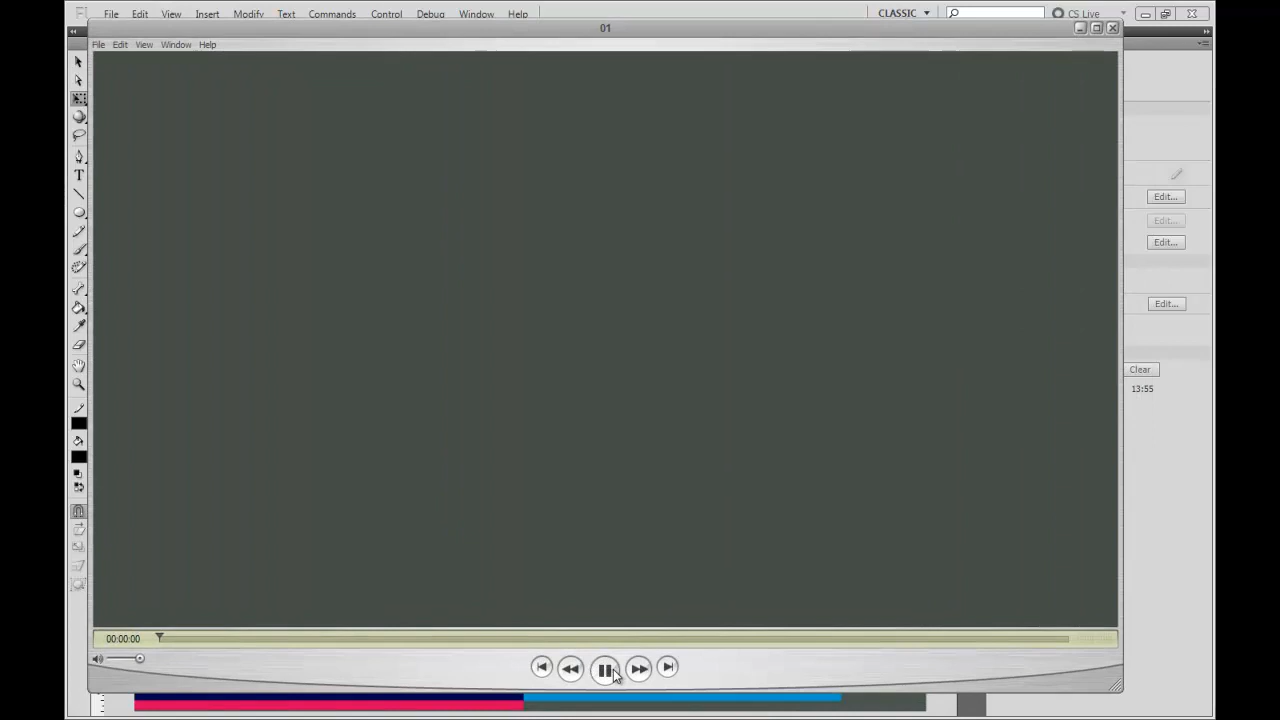 Fl File Edit View Insert Modify Text Commands Control Debug Window Help CLASSIC CS Live
01
File Edit View Window Help
T
Edit...
Edit...
Edit...
Edit...
Clear
13:55
00:00:00